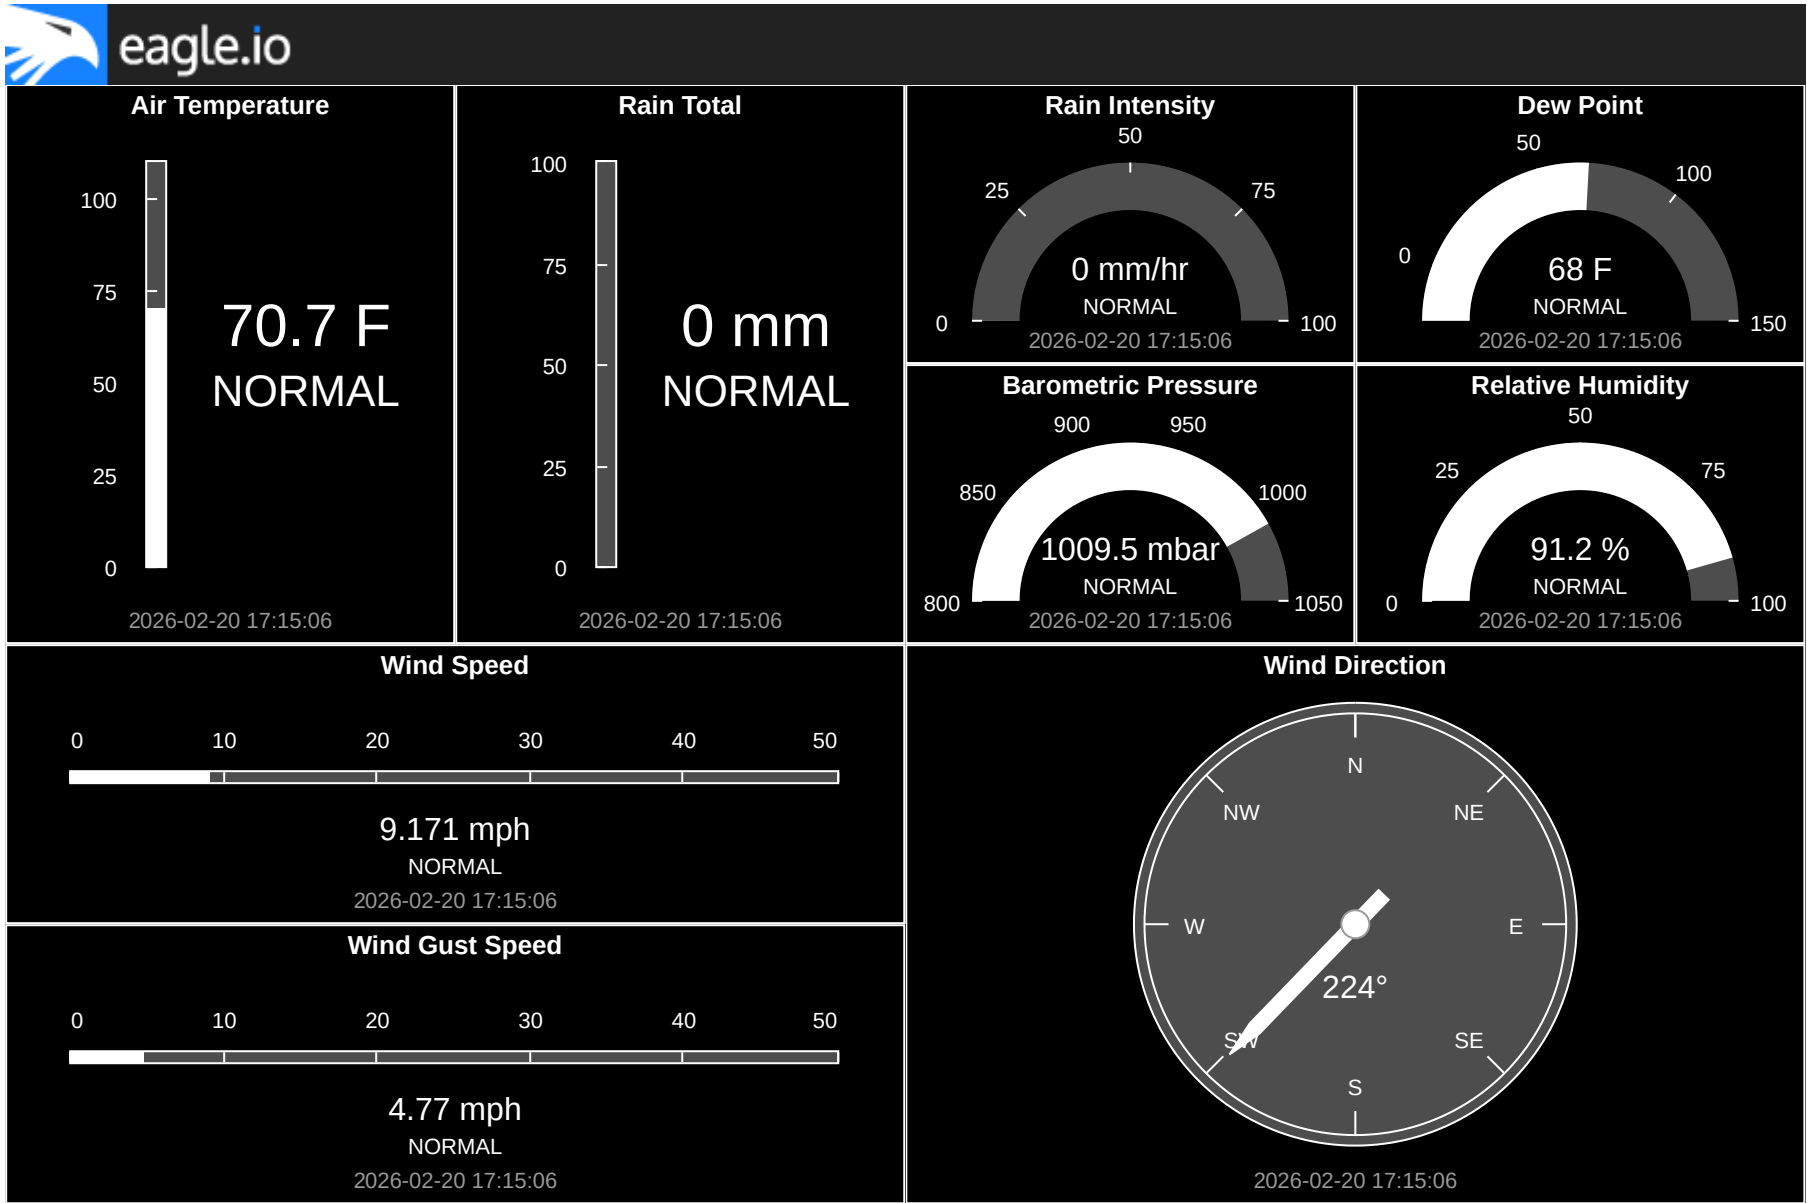 eagle.io
Air Temperature
100
75
50
25
0
70.7 F
NORMAL
2026-02-20 17:15:06
Rain Total
100
75
50
25
0
0 mm
NORMAL
2026-02-20 17:15:06
Rain Intensity
0
25
50
75
100
0 mm/hr
NORMAL
2026-02-20 17:15:06
Dew Point
0
50
100
150
68 F
NORMAL
2026-02-20 17:15:06
Barometric Pressure
800
850
900
950
1000
1050
1009.5 mbar
NORMAL
2026-02-20 17:15:06
Relative Humidity
0
25
50
75
100
91.2 %
NORMAL
2026-02-20 17:15:06
Wind Speed
0 10 20 30 40 50
9.171 mph
NORMAL
2026-02-20 17:15:06
Wind Gust Speed
0 10 20 30 40 50
4.77 mph
NORMAL
2026-02-20 17:15:06
Wind Direction
N
NW NE
W E
224°
SW SE
S
2026-02-20 17:15:06